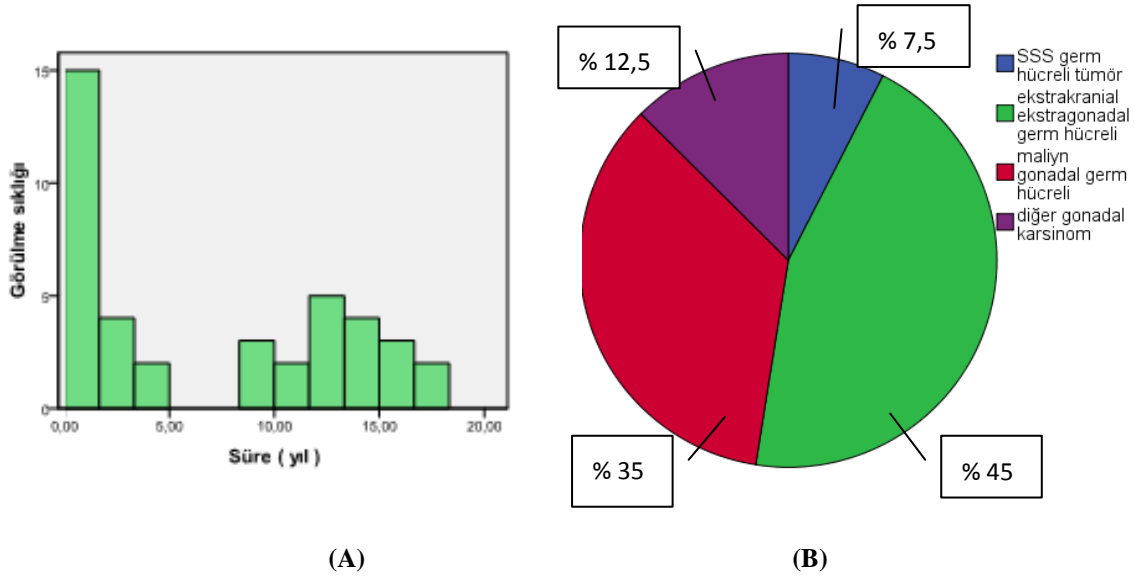 15
10
5
0
0,00
5,00
10,00
15,00
20,00
Görülme sıklığı
Süre ( yıl )
(A)
% 12,5
% 7,5
% 35
% 45
SSS germ
hücreli tümör
ekstrakranial
ekstragonadal
germ hücreli
maliyn
gonadal germ
hücreli
diğer gonadal
karsinom
(B)